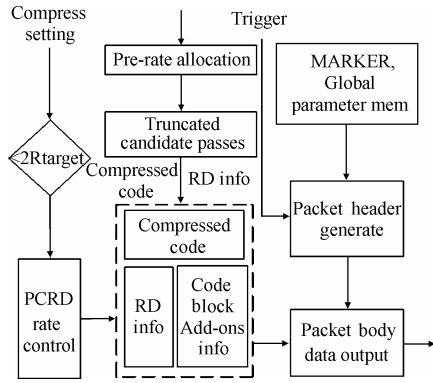 Compress
setting
Trigger
Pre-rate allocation
MARKER,
Global
parameter mem
Truncated
candidate passes
<2Rtarget
Compressed
code
RD info
Compressed
code
Packet header
generate
PCRD
rate
control
RD
info
Code
block
Add-ons
info
Packet body
data output